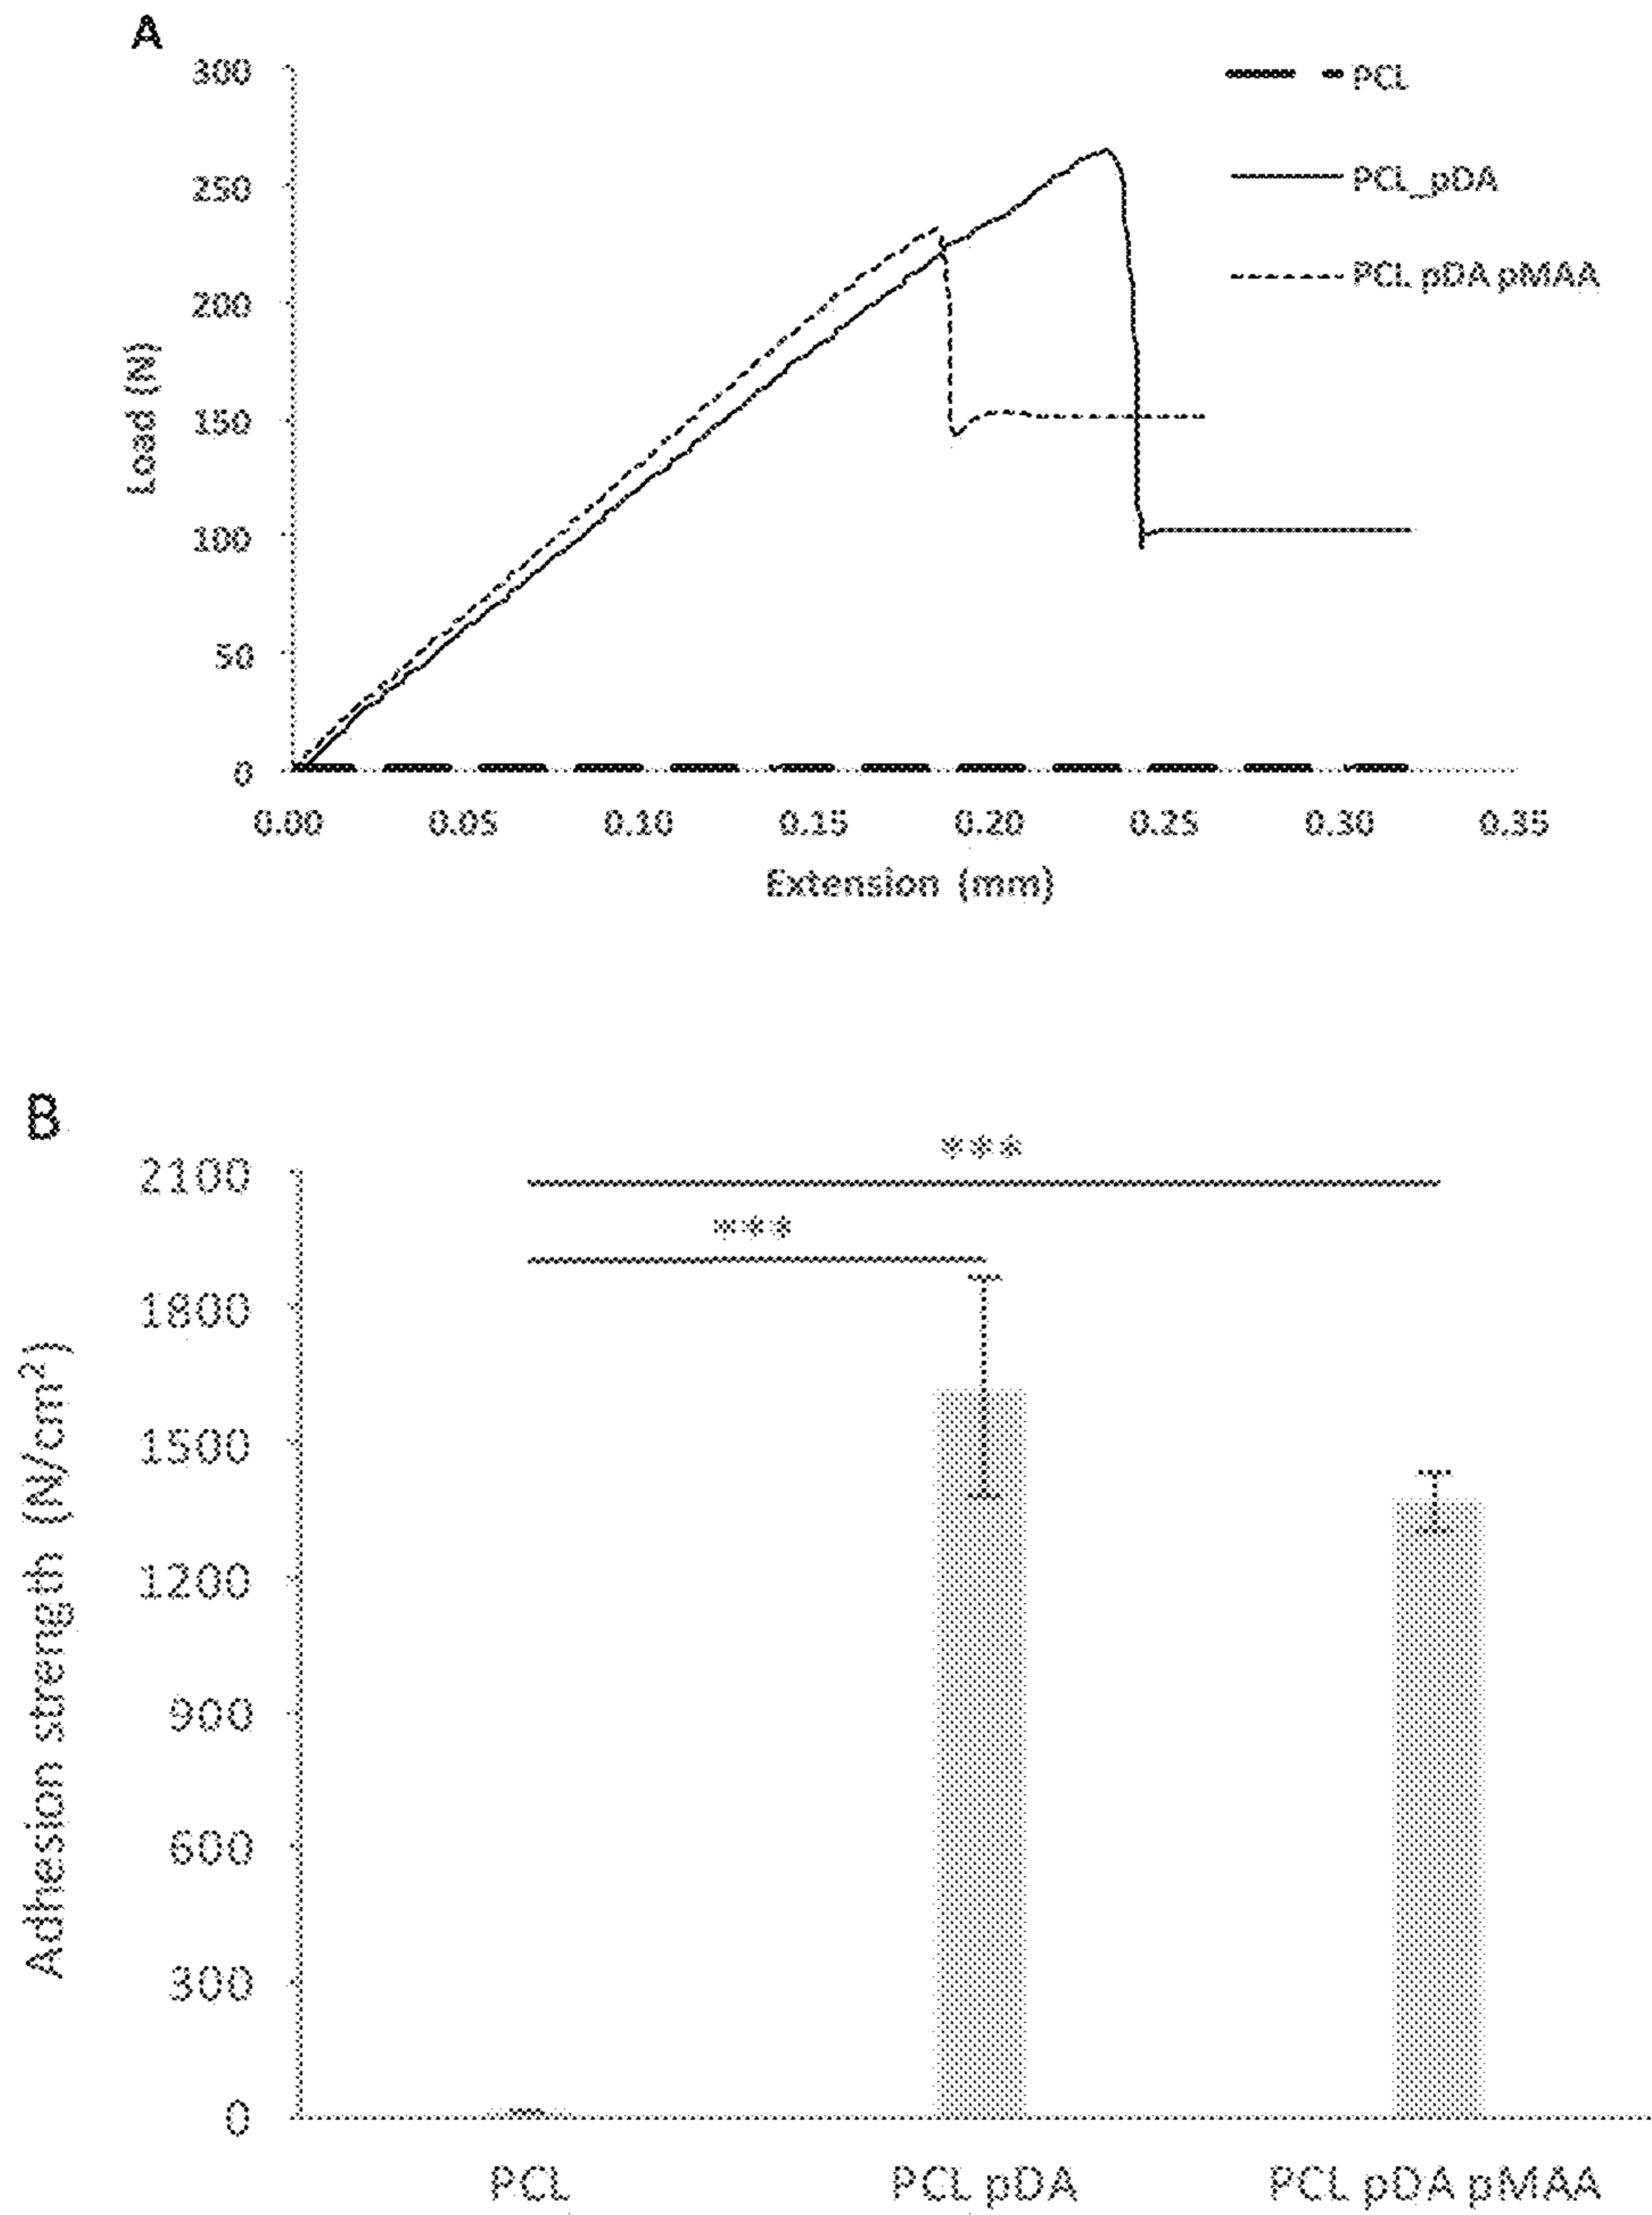 A
300
250
200
150
100
50
0
Load (N)
0.00 0.05 0.10 0.15 0.20 0.25 0.30 0.35
Extension (mm)
PCL
PCL_pDA
PCL pDA pMAA
B
2100
1800
1500
1200
900
600
300
0
Adhesion strength (N/cm²)
***
***
PCL PCL pDA PCL pDA pMAA